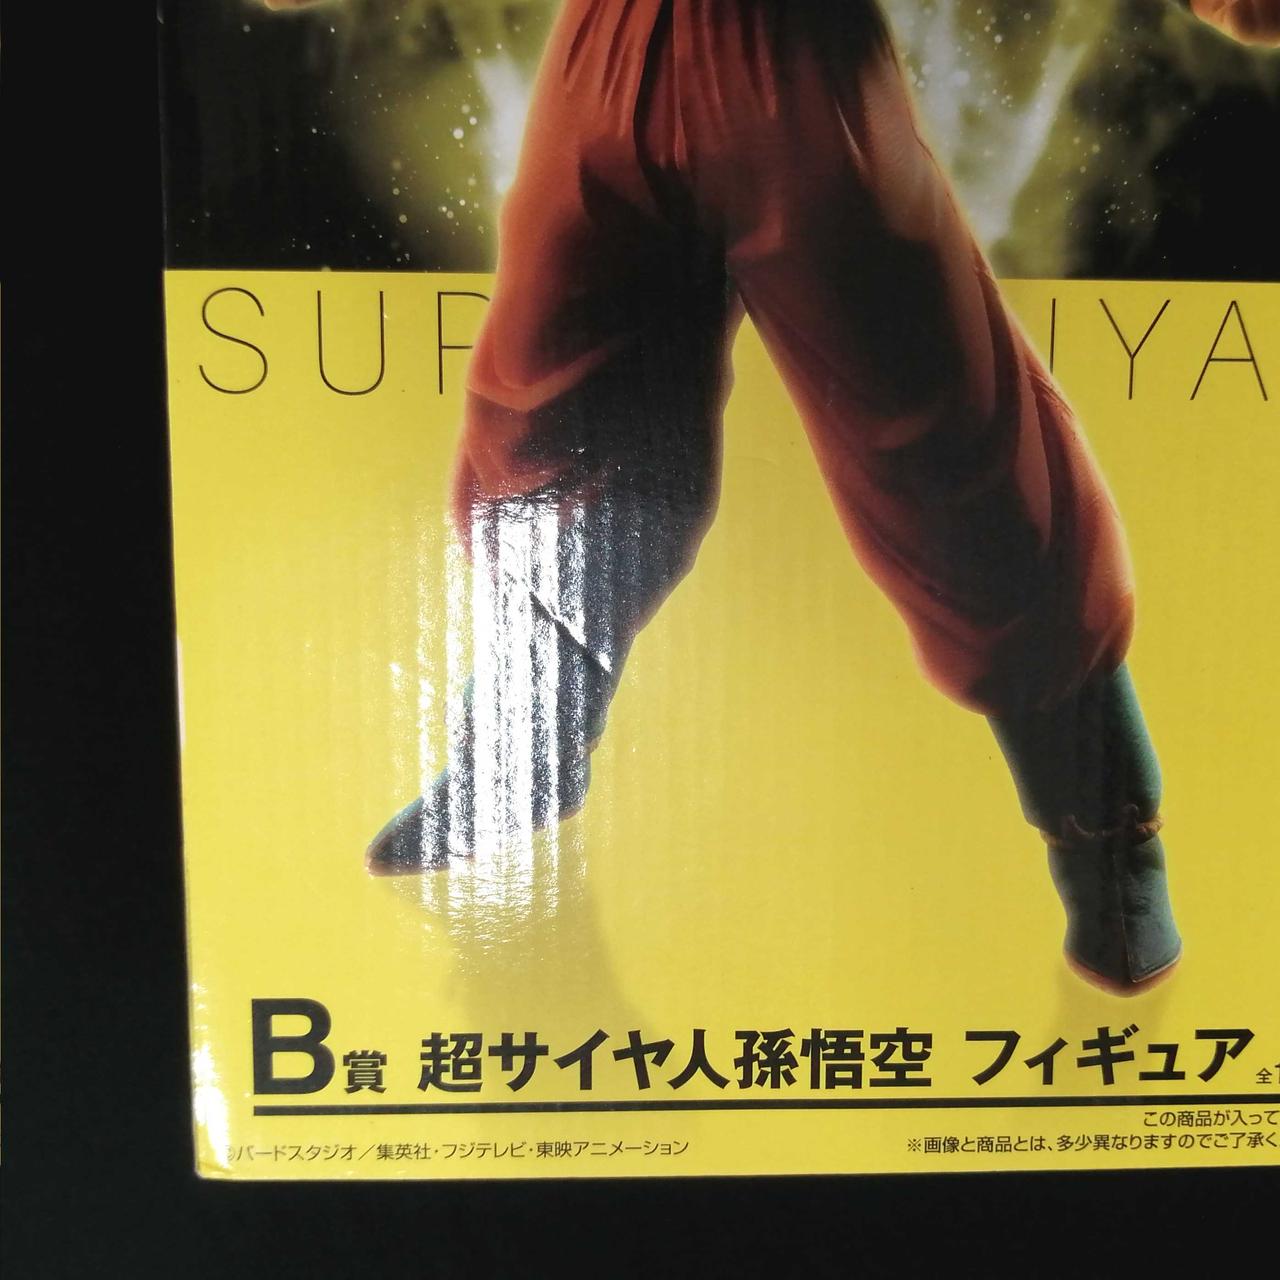 SUP IYA
B賞 超サイヤ人孫悟空 フィギュア 全1
この商品が入って
©バードスタジオ/集英社・フジテレビ・東映アニメーション
※画像と商品とは、多少異なりますのでご了承く